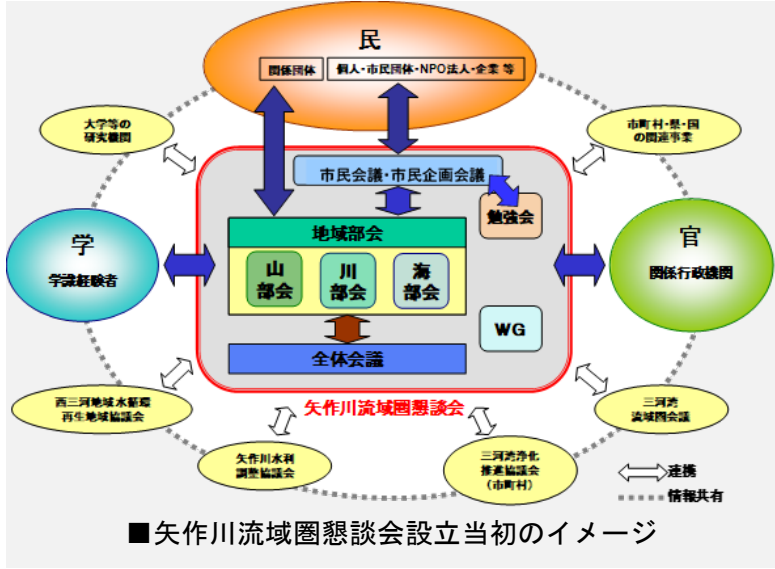 民
関係団体
個人・市民団体・NPO法人・企業 等
大学等の
研究機関
市町村・県・国
の関連事業
市民会議・市民企画会議
勉強会
学
学識経験者
官
関係行政機関
地域部会
山
部会
川
部会
海
部会
WG
全体会議
矢作川流域圏懇談会
西三河地域水循環
再生地域協議会
三河湾
流域圏会議
矢作川水利
調整協議会
三河湾浄化
推進協議会
(市町村)
連携
情報共有
■矢作川流域圏懇談会設立当初のイメージ